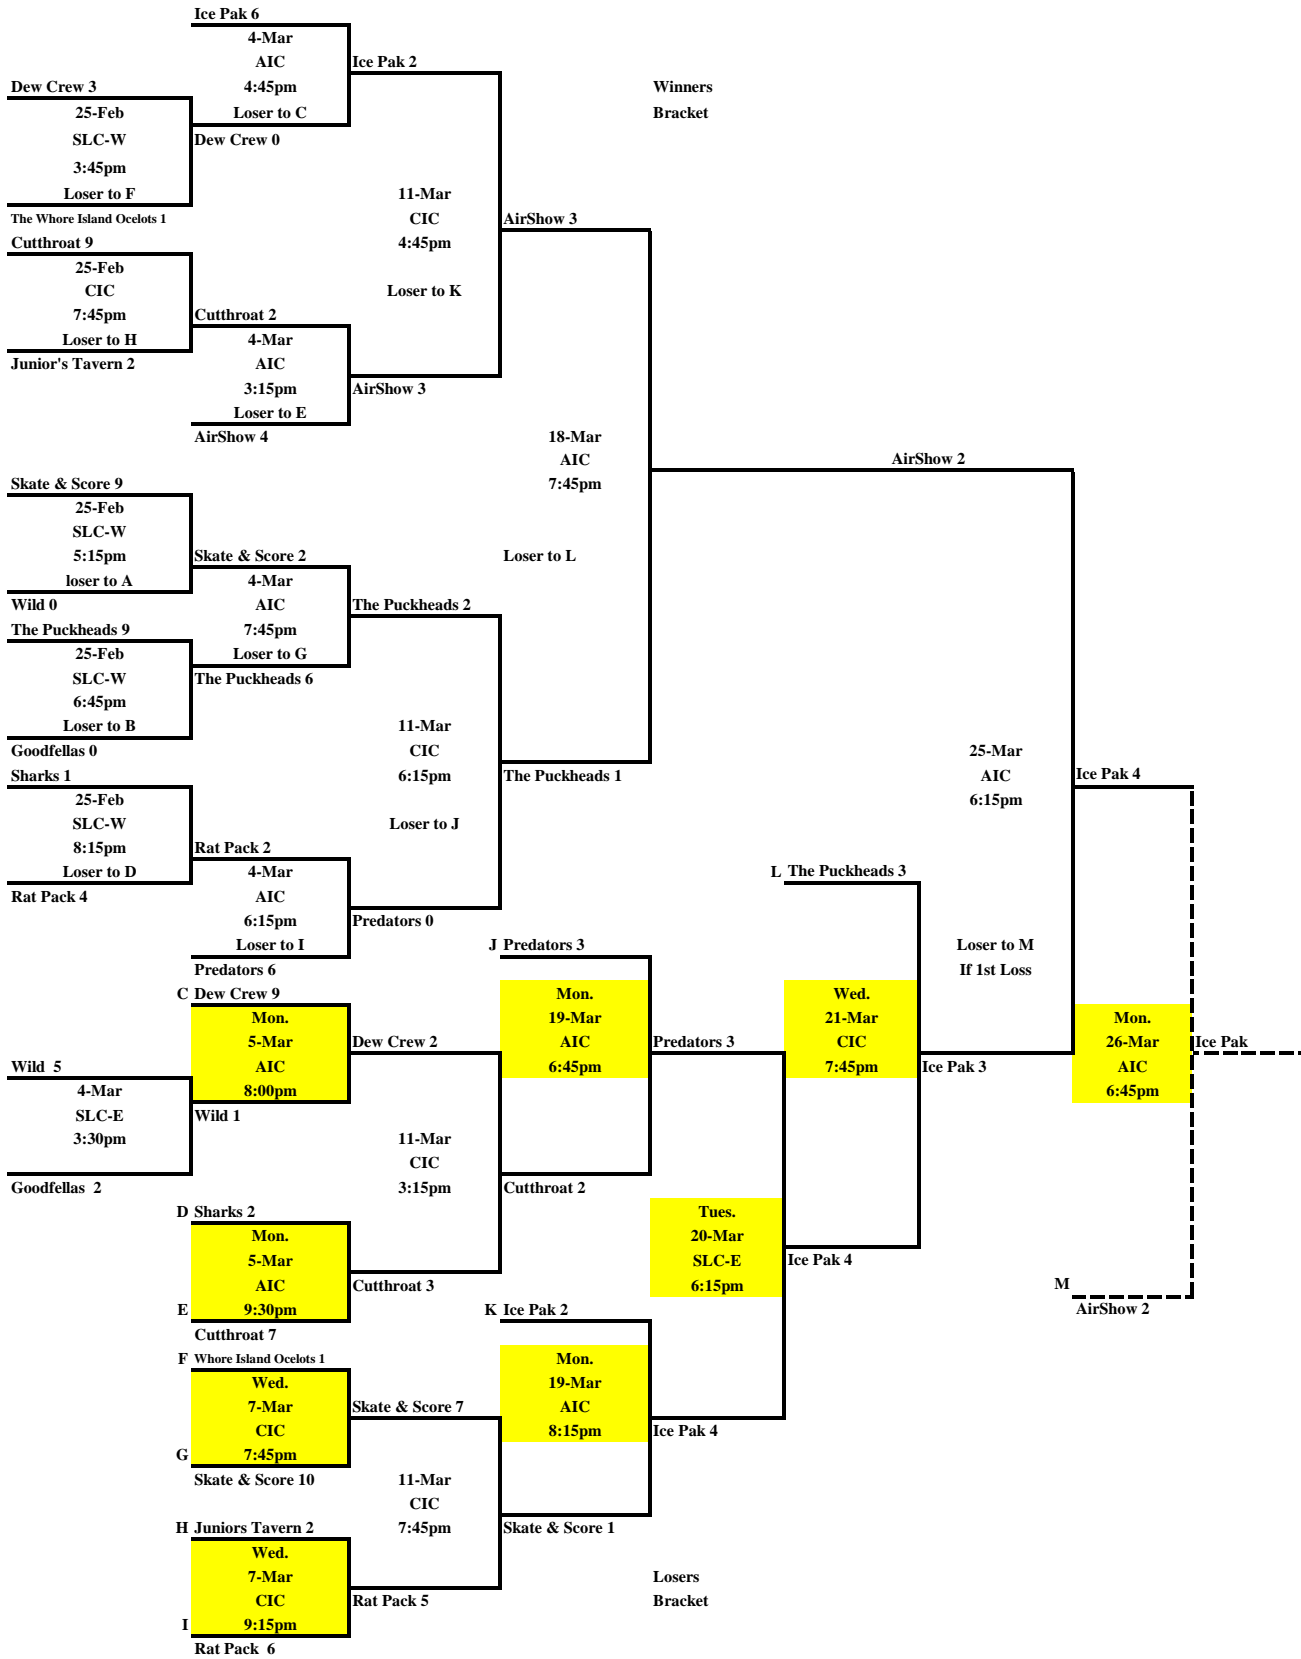 Ice Pak 6
4-Mar
AIC
4:45pm
Loser to C
Ice Pak 2
Winners
Bracket
Dew Crew 3
25-Feb
SLC-W
3:45pm
Loser to F
Dew Crew 0
The Whore Island Ocelots 1
11-Mar
CIC
4:45pm
Loser to K
AirShow 3
Cutthroat 9
25-Feb
CIC
7:45pm
Loser to H
Junior's Tavern 2
Cutthroat 2
4-Mar
AIC
3:15pm
Loser to E
AirShow 4
AirShow 3
18-Mar
AIC
7:45pm
Loser to L
AirShow 2
Skate & Score 9
25-Feb
SLC-W
5:15pm
loser to A
Wild 0
Skate & Score 2
4-Mar
AIC
7:45pm
Loser to G
The Puckheads 2
The Puckheads 9
25-Feb
SLC-W
6:45pm
Loser to B
Goodfellas 0
The Puckheads 6
11-Mar
CIC
6:15pm
Loser to J
The Puckheads 1
Sharks 1
25-Feb
SLC-W
8:15pm
Loser to D
Rat Pack 4
Rat Pack 2
4-Mar
AIC
6:15pm
Loser to I
Predators 6
Predators 0
25-Mar
AIC
6:15pm
Ice Pak 4
Loser to M
If 1st Loss
L The Puckheads 3
J Predators 3
C Dew Crew 9
Mon.
5-Mar
AIC
8:00pm
Dew Crew 2
Mon.
19-Mar
AIC
6:45pm
Predators 3
Wed.
21-Mar
CIC
7:45pm
Ice Pak 3
Mon.
26-Mar
AIC
6:45pm
Ice Pak
Wild 5
4-Mar
SLC-E
3:30pm
Goodfellas 2
Wild 1
11-Mar
CIC
3:15pm
Cutthroat 2
D Sharks 2
Mon.
5-Mar
AIC
E 9:30pm
Cutthroat 7
Cutthroat 3
Tues.
20-Mar
SLC-E
6:15pm
Ice Pak 4
M
AirShow 2
K Ice Pak 2
F Whore Island Ocelots 1
Wed.
7-Mar
CIC
G 7:45pm
Skate & Score 10
Skate & Score 7
Mon.
19-Mar
AIC
8:15pm
Ice Pak 4
11-Mar
CIC
7:45pm
Skate & Score 1
H Juniors Tavern 2
Wed.
7-Mar
CIC
I 9:15pm
Rat Pack 6
Rat Pack 5
Losers
Bracket